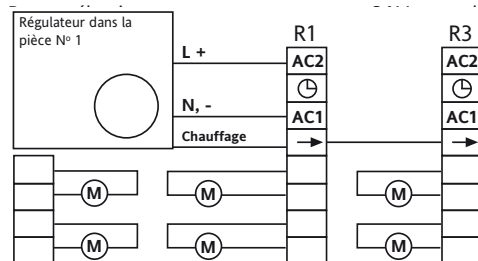 Régulateur dans la
pièce Nº 1
R1
R3
L +
AC2
AC2
N, -
AC1
AC1
Chauffage
M
M
M
M
M
M